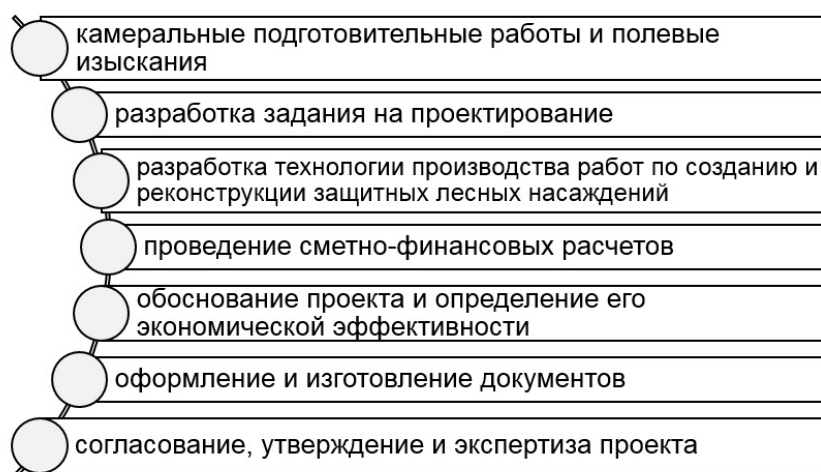 камеральные подготовительные работы и полевые
изыскания
разработка задания на проектирование
разработка технологии производства работ по созданию и
реконструкции защитных лесных насаждений
проведение сметно-финансовых расчетов
обоснование проекта и определение его
экономической эффективности
оформление и изготовление документов
согласование, утверждение и экспертиза проекта